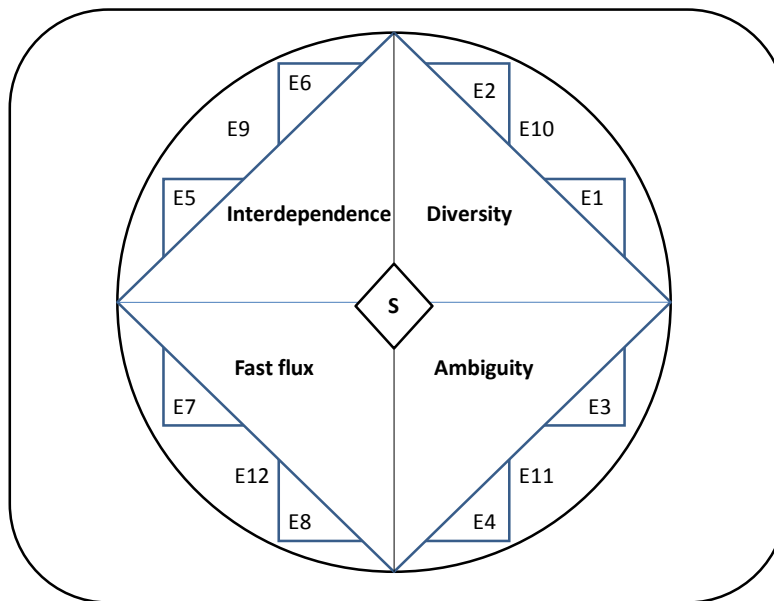 E6
E2
E9
E10
E5
E1
Interdependence
Diversity
S
Fast flux
Ambiguity
E7
E3
E12
E11
E8
E4